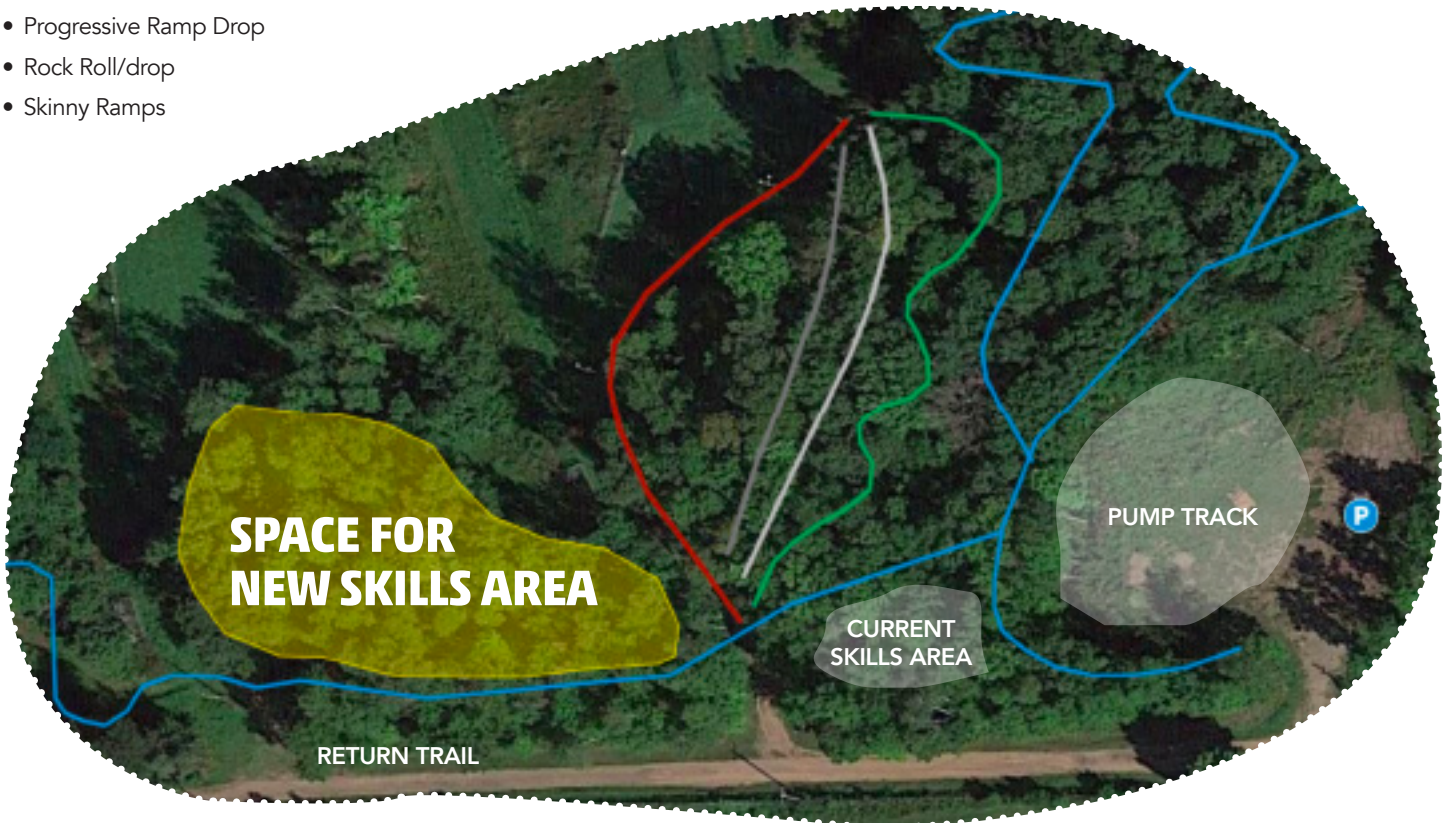 • Progressive Ramp Drop
• Rock Roll/drop
• Skinny Ramps
SPACE FOR
NEW SKILLS AREA
PUMP TRACK
P
CURRENT
SKILLS AREA
RETURN TRAIL